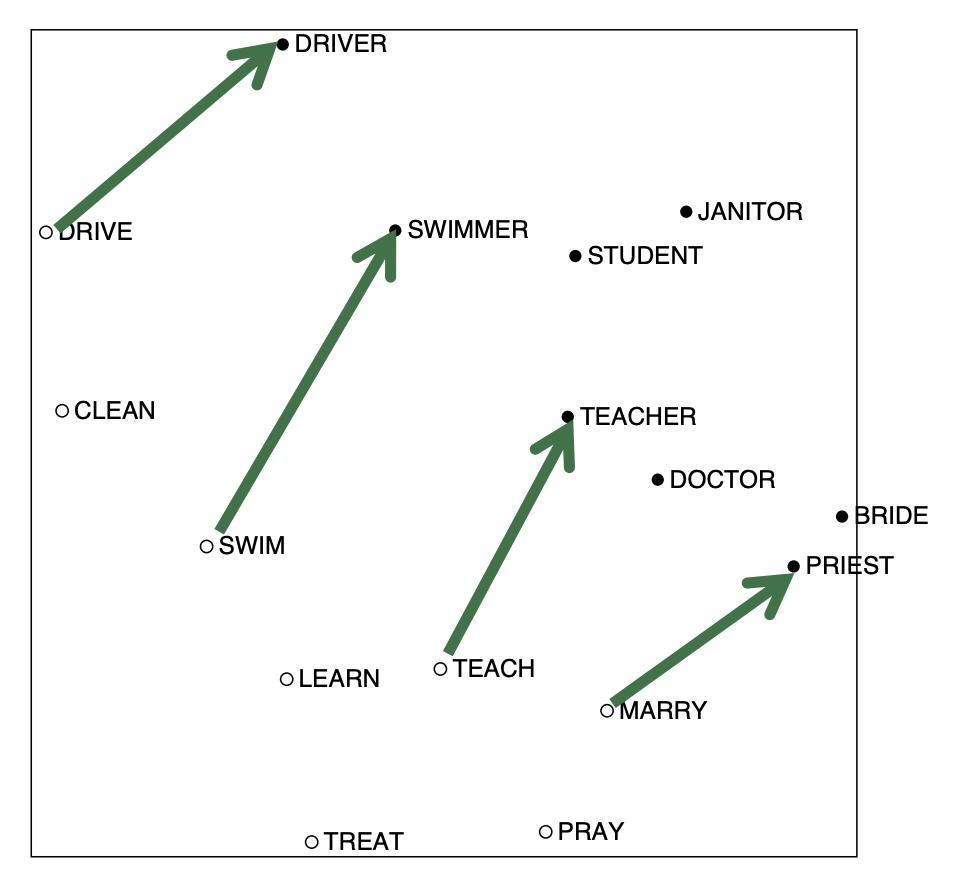 DRIVER
JANITOR
DRIVE
SWIMMER
STUDENT
CLEAN
TEACHER
DOCTOR
BRIDE
SWIM
PRIEST
LEARN
TEACH
MARRY
TREAT
PRAY